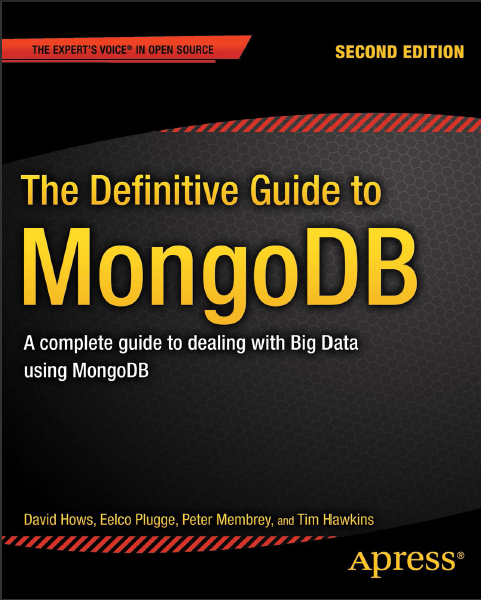 THE EXPERT'S VOICE® IN OPEN SOURCE
SECOND EDITION
The Definitive Guide to
MongoDB
A complete guide to dealing with Big Data
using MongoDB
David Hows, Eelco Plugge, Peter Membrey, and Tim Hawkins
Apress®